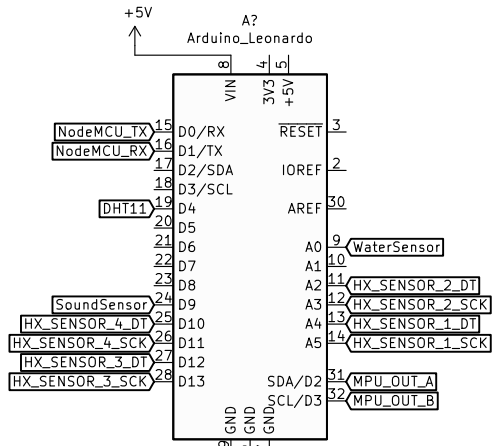 +5V
A?
Arduino_Leonardo
8
4
5
VIN
3V3
+5V
NodeMCU_TX 15 D0/RX RESET 3
NodeMCU_RX 16 D1/TX
17 D2/SDA IOREF 2
18 D3/SCL
DHT11 19 D4 AREF 30
20 D5
21 D6 A0 9 WaterSensor
22 D7 A1 10
23 D8 A2 11 HX_SENSOR_2_DT
SoundSensor 24 D9 A3 12 HX_SENSOR_2_SCK
HX_SENSOR_4_DT 25 D10 A4 13 HX_SENSOR_1_DT
HX_SENSOR_4_SCK 26 D11 A5 14 HX_SENSOR_1_SCK
HX_SENSOR_3_DT 27 D12
HX_SENSOR_3_SCK 28 D13 SDA/D2 31 MPU_OUT_A
SCL/D3 32 MPU_OUT_B
GND
GND
GND